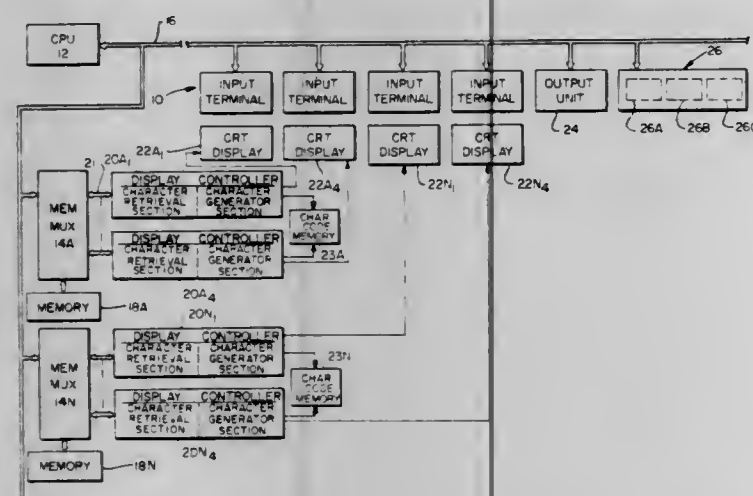 16
CPU
12
26
10
INPUT TERMINAL
INPUT TERMINAL
INPUT TERMINAL
INPUT TERMINAL
OUTPUT UNIT
24
26A
26B
26C
CRT DISPLAY
CRT DISPLAY
CRT DISPLAY
CRT DISPLAY
22A1
22A4
22N1
22N4
21
20A1
MEM MUX 14A
DISPLAY CONTROLLER
CHARACTER RETRIEVAL SECTION
CHARACTER GENERATOR SECTION
CHAR CODE MEMORY
23A
DISPLAY CONTROLLER
CHARACTER RETRIEVAL SECTION
CHARACTER GENERATOR SECTION
20A4
MEMORY
18A
20N1
MEM MUX 14N
DISPLAY CONTROLLER
CHARACTER RETRIEVAL SECTION
CHARACTER GENERATOR SECTION
23N
CHAR CODE MEMORY
DISPLAY CONTROLLER
CHARACTER RETRIEVAL SECTION
CHARACTER GENERATOR SECTION
20N4
MEMORY
18N